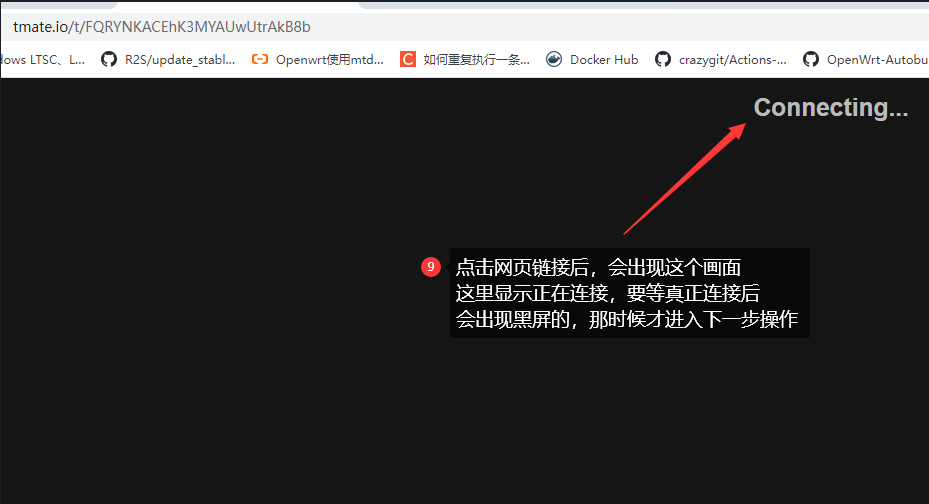 tmate.io/t/FQRYNKACEhK3MYAUwUtrAkB8b
dows LTSC、L...
R2S/update_stabl...
Openwrt使用mtd...
C
如何重复执行一条...
Docker Hub
crazygit/Actions-...
OpenWrt-Autobu
Connecting...
9
点击网页链接后，会出现这个画面
这里显示正在连接，要等真正连接后
会出现黑屏的，那时候才进入下一步操作